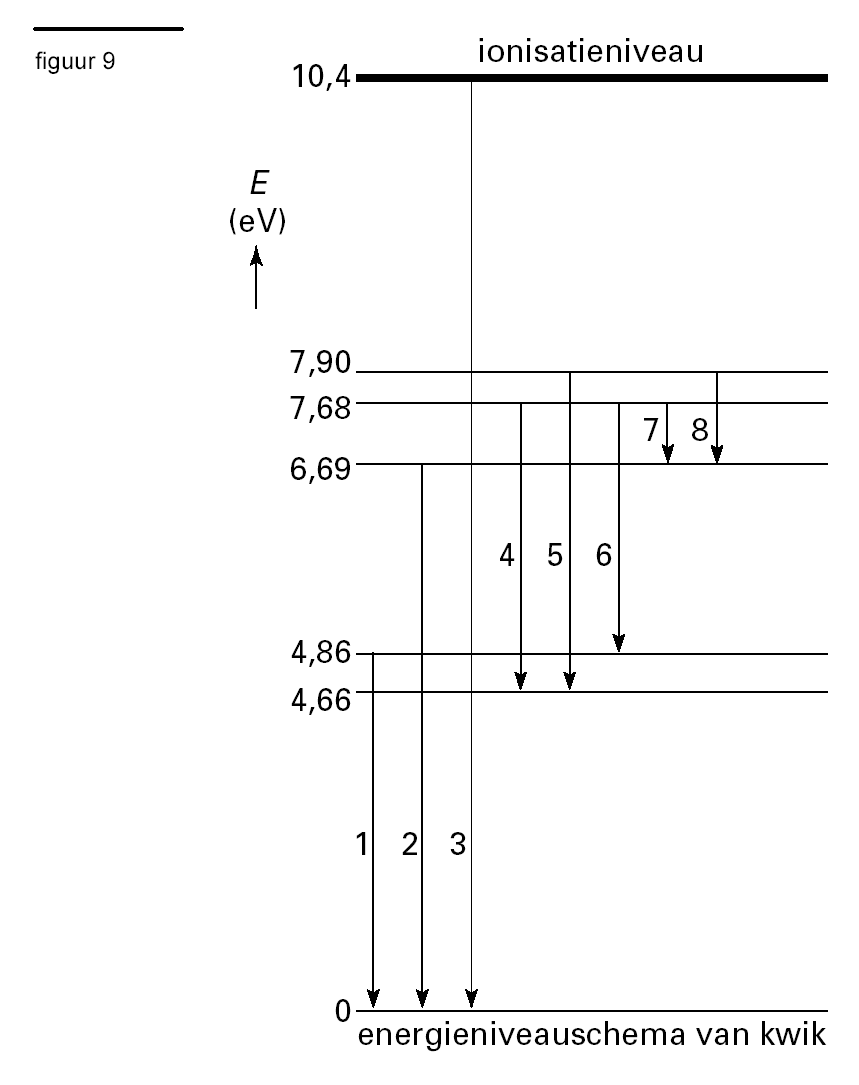 figuur 9
ionisatieniveau
10,4
E
(eV)
7,90
7,68
7 8
6,69
4 5 6
4,86
4,66
1 2 3
0
energieniveauschema van kwik